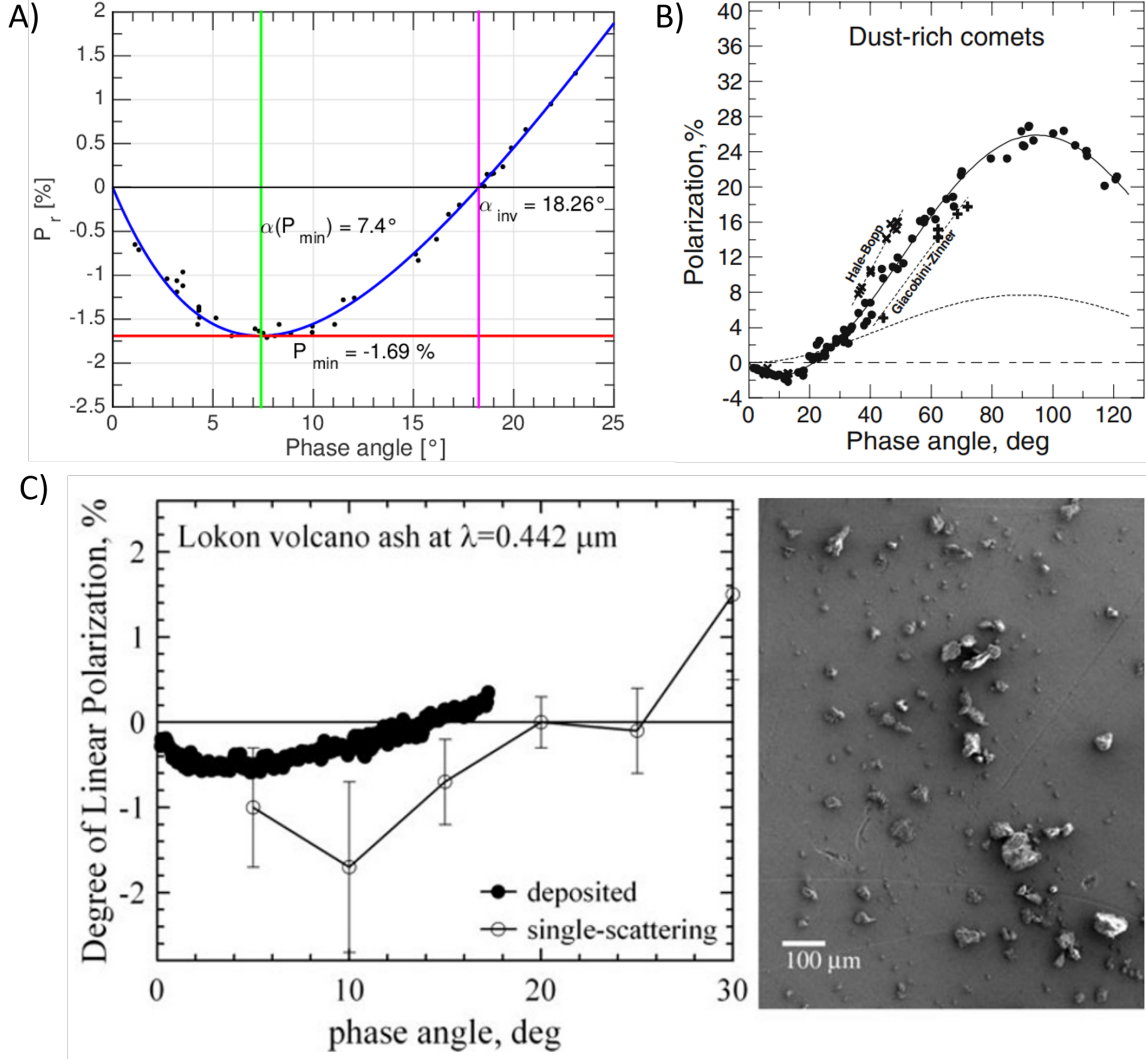 A)
2
1.5
1
0.5
0
-0.5
-1
-1.5
-2
-2.5
P r [%]
α(P min) = 7.4°
α inv = 18.26°
P min = -1.69 %
0 5 10 15 20 25
Phase angle [°]
B)
Dust-rich comets
40
36
32
28
24
20
16
12
8
4
0
-4
Polarization,%
Hale-Bopp
Giacobini-Zinner
0 20 40 60 80 100 120
Phase angle, deg
C)
Lokon volcano ash at λ=0.442 μm
2
1
0
-1
-2
Degree of Linear Polarization, %
deposited
single-scattering
0 10 20 30
phase angle, deg
100 μm